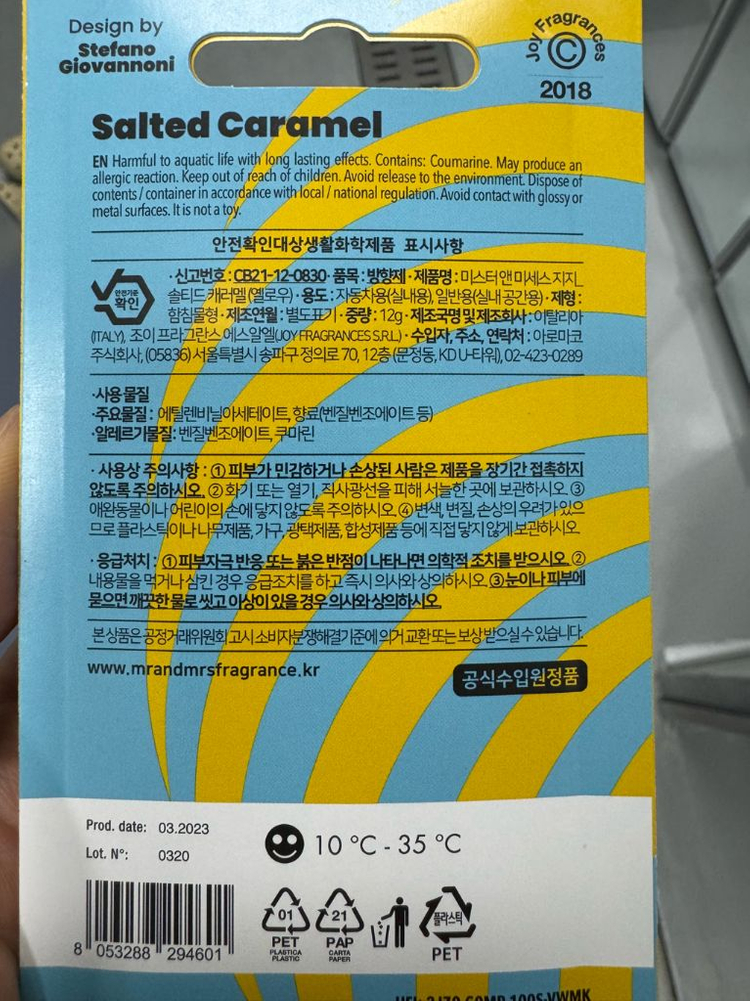 Design by
Stefano
Giovannoni
Joy Fragrances
©
2018
Salted Caramel
EN Harmful to aquatic life with long lasting effects. Contains: Coumarine. May produce an
allergic reaction. Keep out of reach of children. Avoid release to the environment. Dispose of
contents / container in accordance with local / national regulation. Avoid contact with glossy or
metal surfaces. It is not a toy.
안전확인대상생활화학제품 표시사항
안전기준
확인
· 신고번호 : CB21-12-0830 · 품목 : 방향제 · 제품명 : 미스터앤미세스 지지_
솔티드 캐러멜 (옐로우) · 용도 : 자동차용(실내용), 일반용(실내 공간용) · 제형 :
함침물형 · 제조연월 : 별도표기 · 중량 : 12g · 제조국명 및 제조회사 : 이탈리아
(ITALY), 조이 프라그란스 에스알엘(JOY FRAGRANCES S.R.L.) · 수입자, 주소, 연락처 : 아로마코
주식회사, (05836) 서울특별시 송파구 정의로 70, 12층 (문정동, KD U-타워), 02-423-0289
·사용물질
·주요물질 : 에틸렌비닐아세테이트, 향료(벤질벤조에이트 등)
·알레르기물질 : 벤질벤조에이트, 쿠마린
· 사용상 주의사항 : ① 피부가 민감하거나 손상된 사람은 제품을 장기간 접촉하지
않도록 주의하시오. ② 화기 또는 열기, 직사광선을 피해 서늘한 곳에 보관하시오. ③
애완동물이나 어린이의 손에 닿지 않도록 주의하시오. ④ 변색, 변질, 손상의 우려가 있으
므로 플라스틱이나 나무제품, 가구, 광택제품, 합성제품 등에 직접 닿지 않게 보관하시오.
· 응급처치 : ① 피부자극 반응 또는 붉은 반점이 나타나면 의학적 조치를 받으시오. ②
내용물을 먹거나 삼킨 경우 응급조치를 하고 즉시 의사와 상의하시오. ③ 눈이나 피부에
묻으면 깨끗한 물로 씻고 이상이 있을 경우 의사와 상의하시오.
본 상품은 공정거래위원회 고시 소비자분쟁해결기준에 의거 교환 또는 보상 받으실 수 있습니다.
www.mrandmrsfragrance.kr
공식수입원정품
Prod. date: 03.2023
Lot. N°: 0320
10 °C - 35 °C
8 053288 294601
01
PET
PLASTICA
PLASTIC
21
PAP
CARTA
PAPER
플라스틱
PET